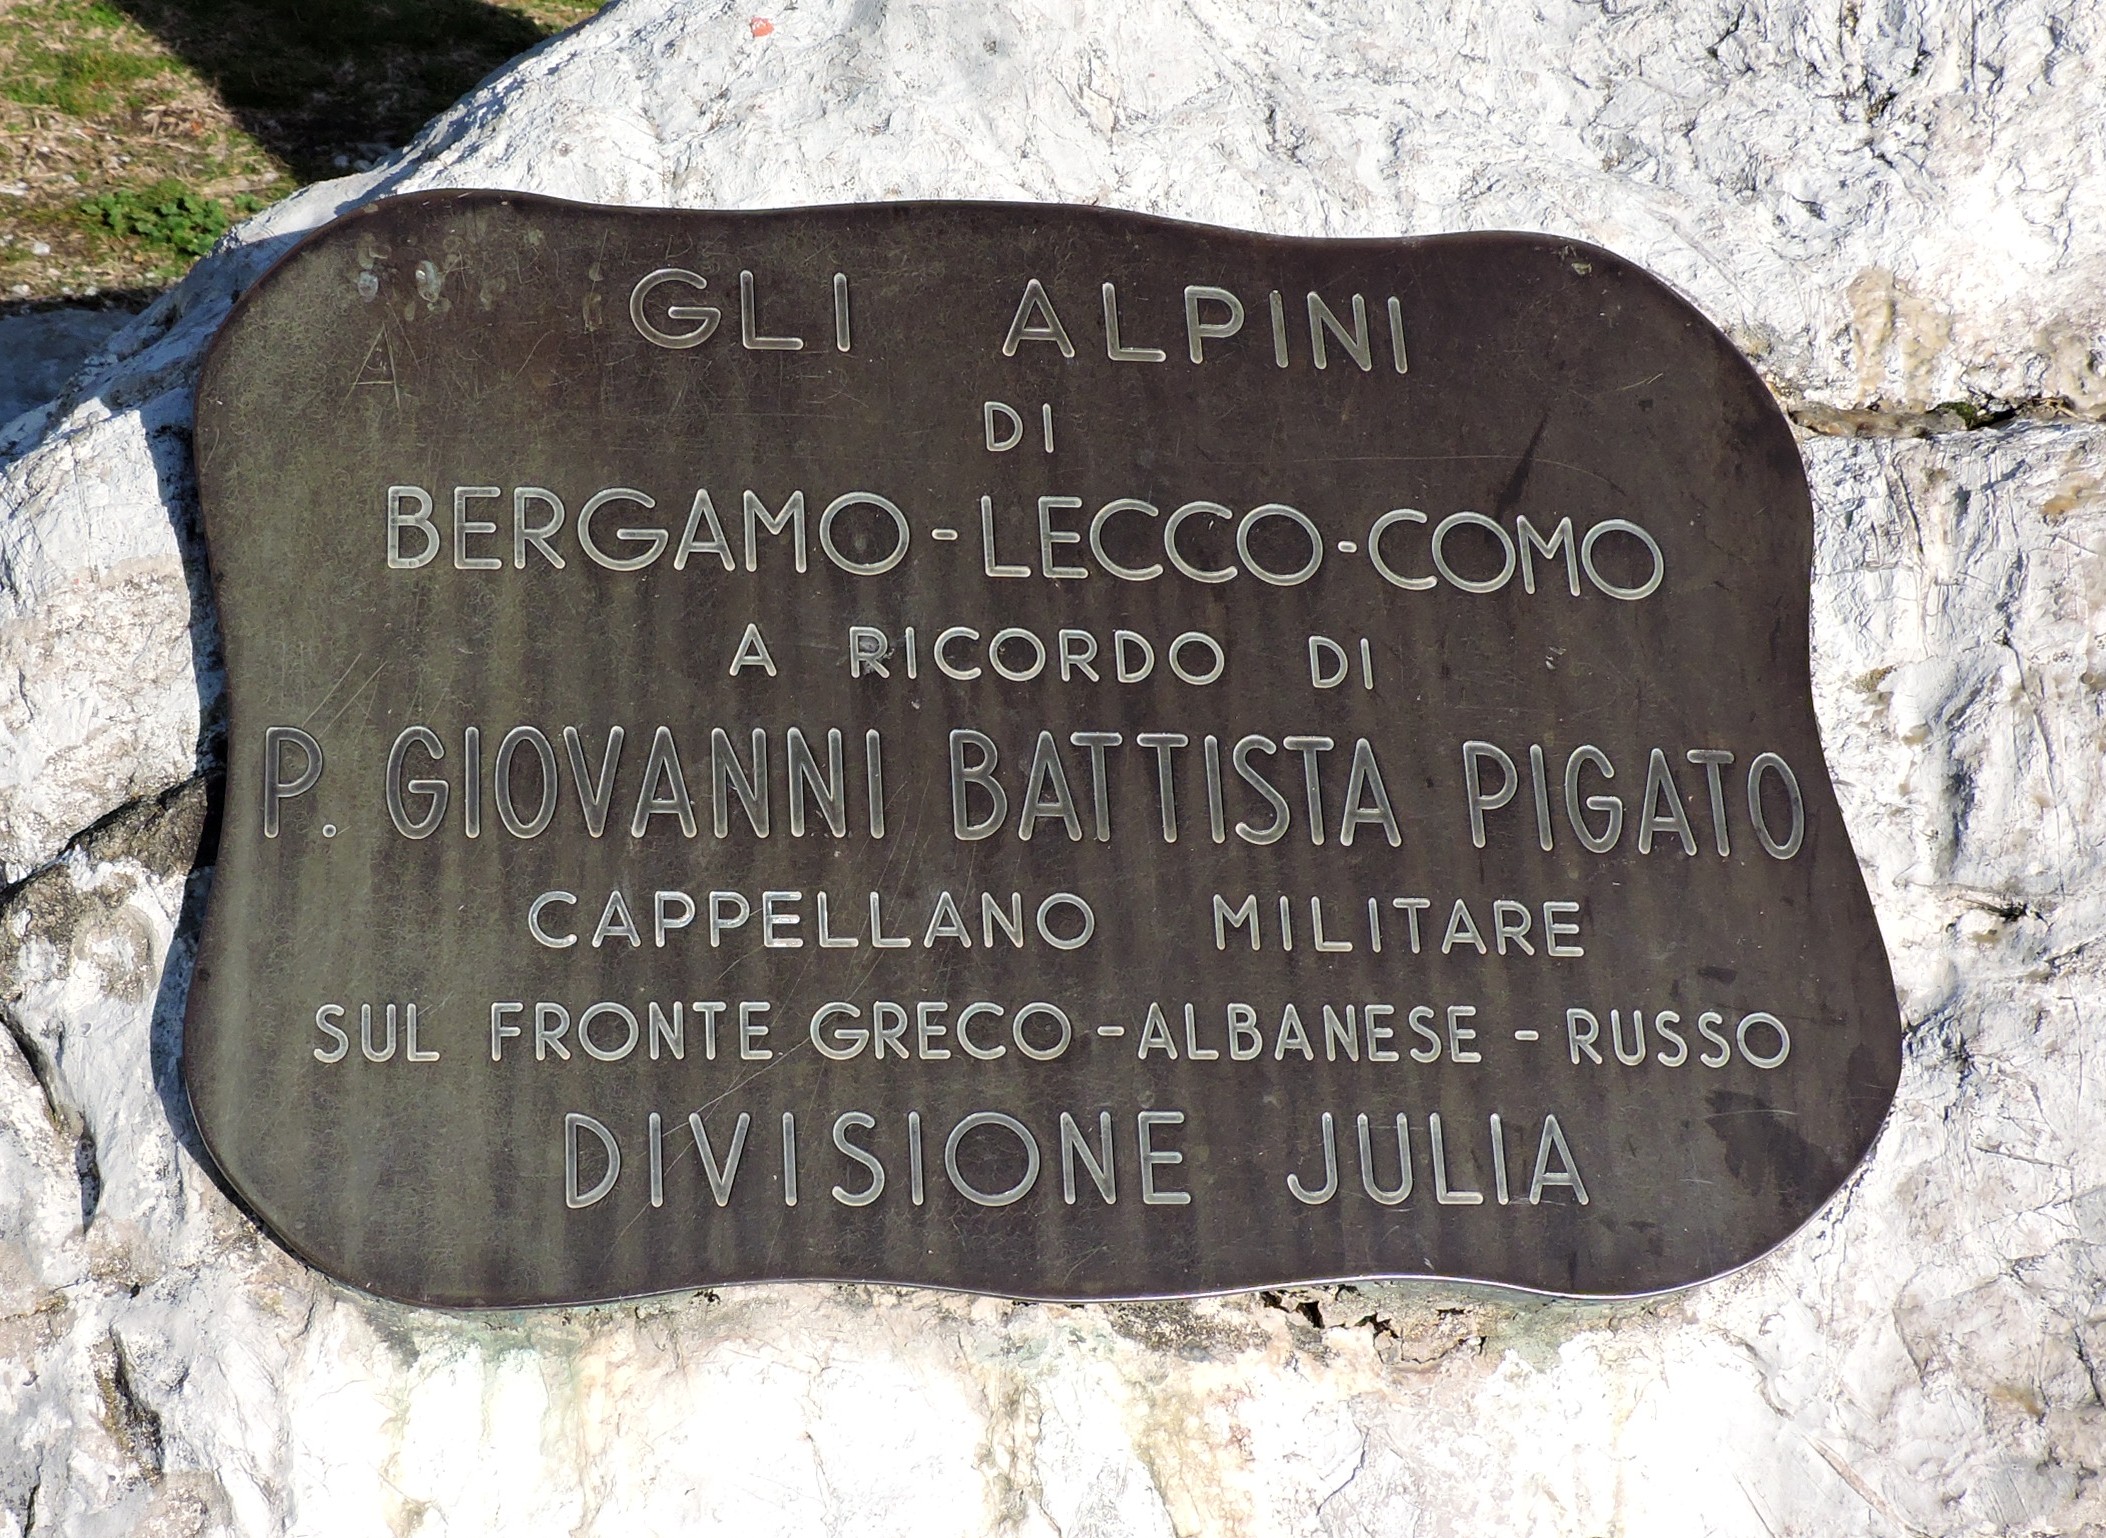 GLI ALPINI
DI
BERGAMO-LECCO-COMO
A RICORDO DI
P. GIOVANNI BATTISTA PIGATO
CAPPELLANO MILITARE
SUL FRONTE GRECO-ALBANESE-RUSSO
DIVISIONE JULIA